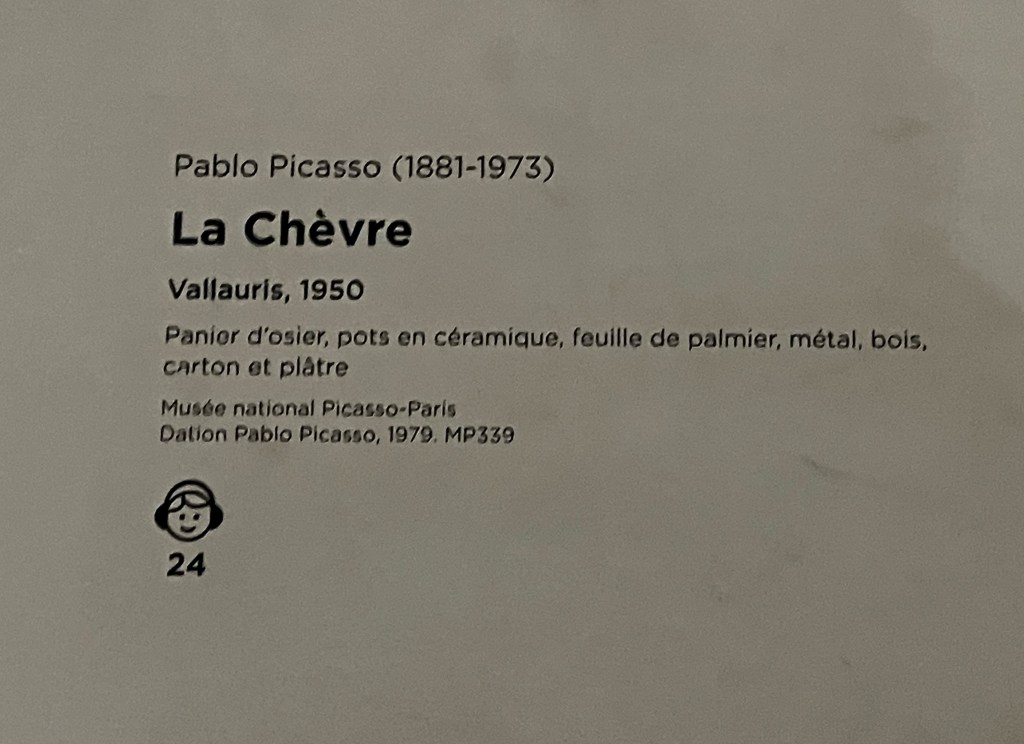 Pablo Picasso (1881-1973)
La Chèvre
Vallauris, 1950
Panier d'osier, pots en céramique, feuille de palmier, métal, bois,
carton et plâtre
Musée national Picasso-Paris
Dation Pablo Picasso, 1979. MP339
24